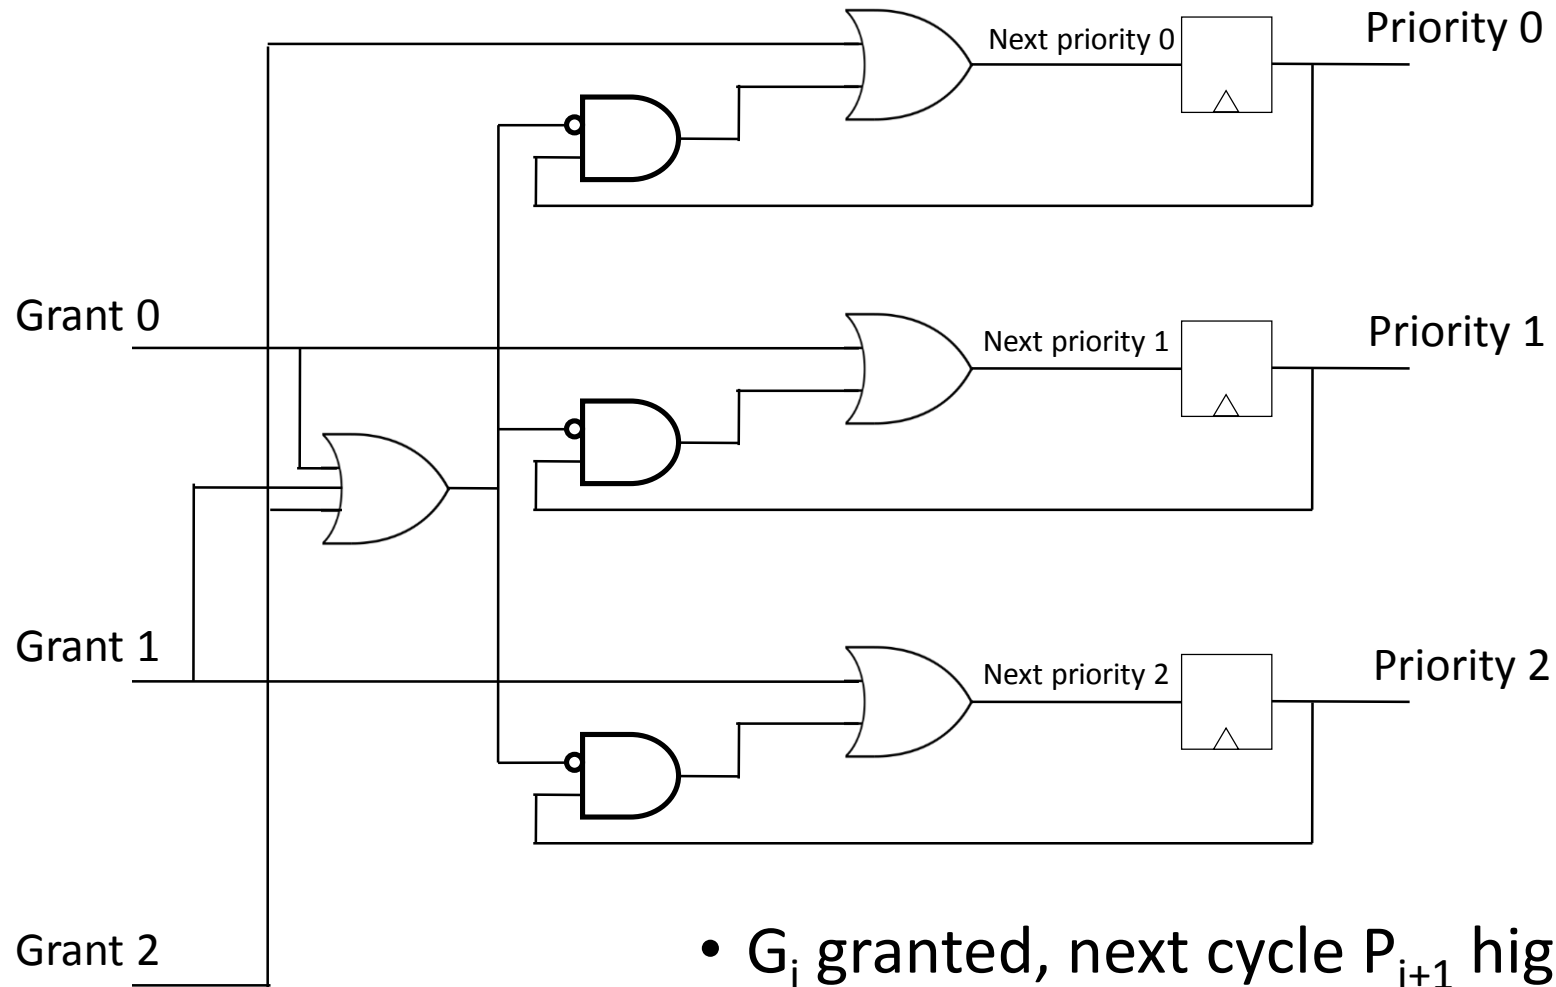 Next priority 0
Priority 0
Grant 0
Next priority 1
Priority 1
Grant 1
Next priority 2
Priority 2
Grant 2
• Gi granted, next cycle Pi+1 hig